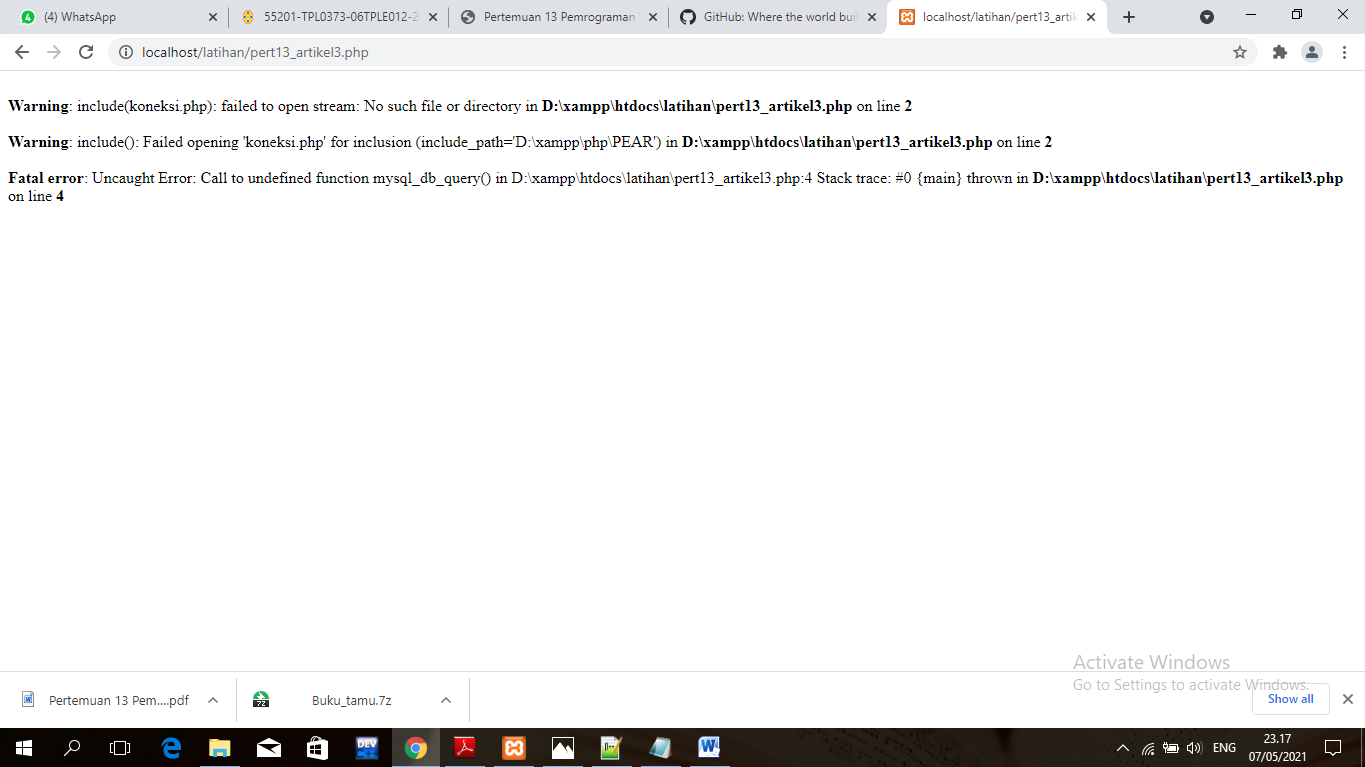 (4) WhatsApp
55201-TPL0373-06TPLE012-2
Pertemuan 13 Pemrograman
GitHub: Where the world buil
localhost/latihan/pert13_artik
localhost/latihan/pert13_artikel3.php
Warning: include(koneksi.php): failed to open stream: No such file or directory in D:\xampp\htdocs\latihan\pert13_artikel3.php on line 2
Warning: include(): Failed opening 'koneksi.php' for inclusion (include_path='D:\xampp\php\PEAR') in D:\xampp\htdocs\latihan\pert13_artikel3.php on line 2
Fatal error: Uncaught Error: Call to undefined function mysql_db_query() in D:\xampp\htdocs\latihan\pert13_artikel3.php:4 Stack trace: #0 {main} thrown in D:\xampp\htdocs\latihan\pert13_artikel3.php
on line 4
Activate Windows
Go to Settings to activate Windows.
Pertemuan 13 Pem....pdf
Buku_tamu.7z
Show all
DEV
ENG
23.17
07/05/2021